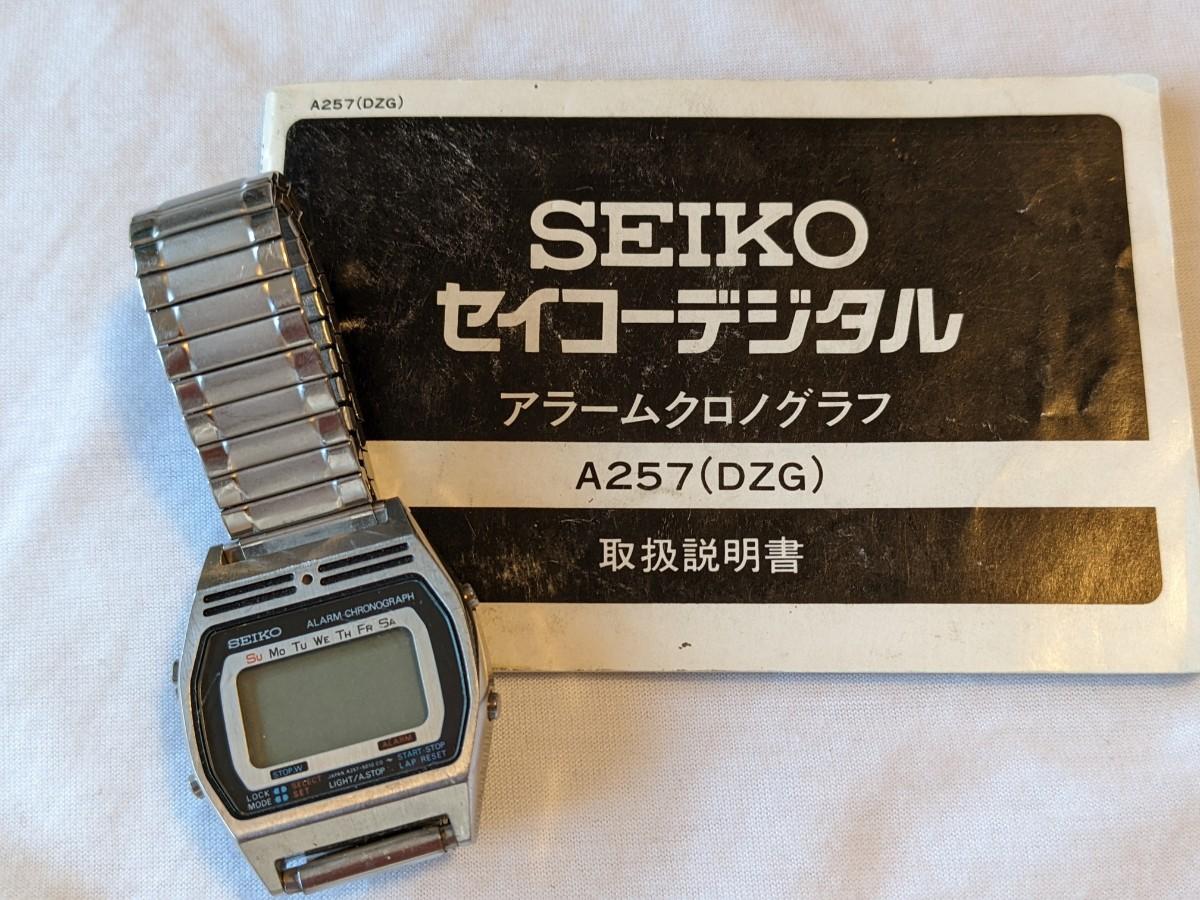 A257(DZG)
SEIKO
セイコーデジタル
アラームクロノグラフ
A257(DZG)
取扱説明書
SEIKO ALARM CHRONOGRAPH
SU MO TU WE TH FR SA
ALARM
STOP.W
LOCK SELECT START·STOP
MODE SET LIGHT/A.STOP LAP RESET